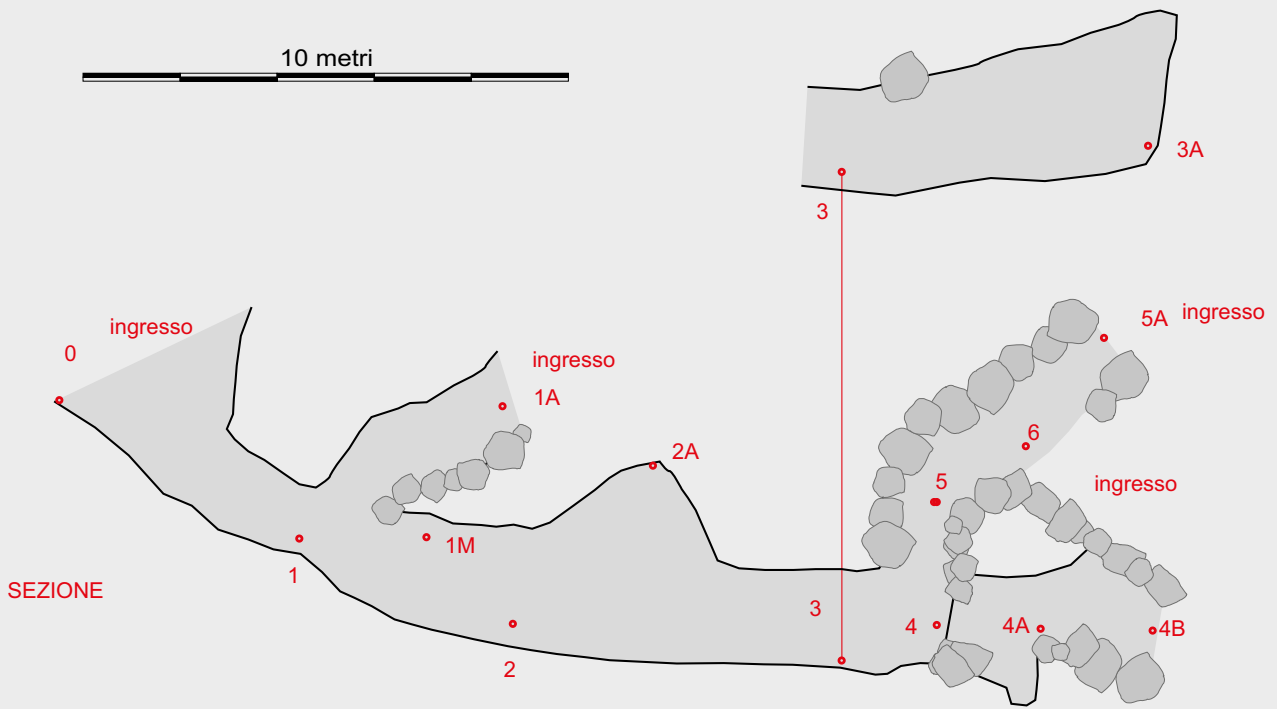 10 metri
3A
3
ingresso
5A
ingresso
0
ingresso
1A
6
2A
5
ingresso
1M
1
SEZIONE
3
4
4A
4B
2